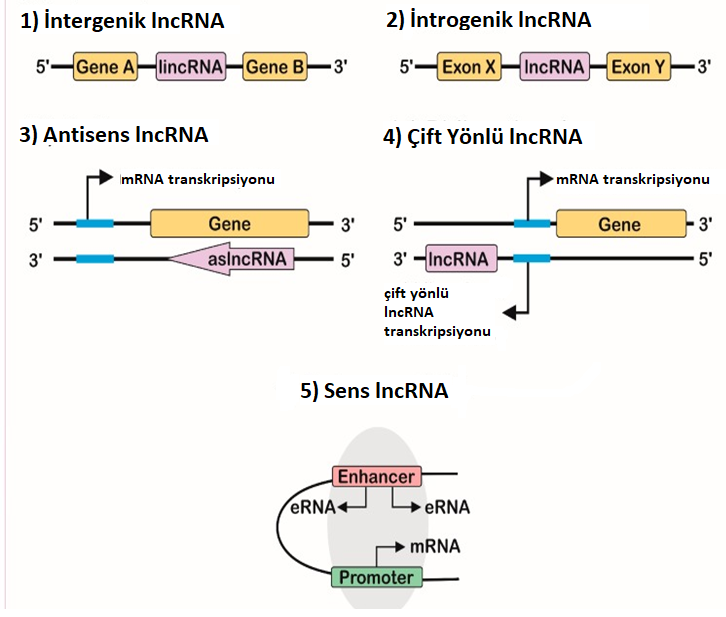 1) İntergenik lncRNA
2) İntrogenik lncRNA
5' Gene A lincRNA Gene B 3'
5' Exon X lncRNA Exon Y 3'
3) Antisens lncRNA
4) Çift Yönlü lncRNA
mRNA transkripsiyonu
mRNA transkripsiyonu
5' Gene 3'
5' Gene 3'
3' aslncRNA 5'
3' lncRNA 5'
çift yönlü
lncRNA
transkripsiyonu
5) Sens lncRNA
Enhancer
eRNA eRNA
mRNA
Promoter